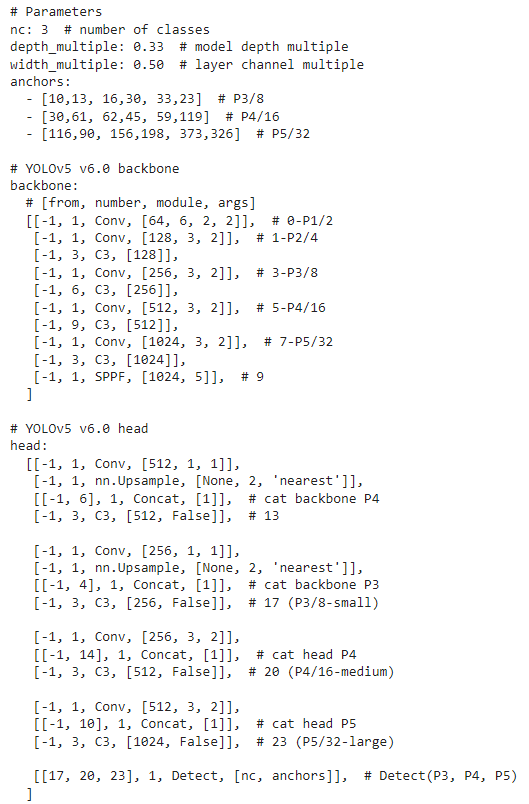 # Parameters
nc: 3  # number of classes
depth_multiple: 0.33  # model depth multiple
width_multiple: 0.50  # layer channel multiple
anchors:
  - [10,13, 16,30, 33,23]  # P3/8
  - [30,61, 62,45, 59,119]  # P4/16
  - [116,90, 156,198, 373,326]  # P5/32

# YOLOv5 v6.0 backbone
backbone:
  # [from, number, module, args]
  [[-1, 1, Conv, [64, 6, 2, 2]],  # 0-P1/2
   [-1, 1, Conv, [128, 3, 2]],  # 1-P2/4
   [-1, 3, C3, [128]],
   [-1, 1, Conv, [256, 3, 2]],  # 3-P3/8
   [-1, 6, C3, [256]],
   [-1, 1, Conv, [512, 3, 2]],  # 5-P4/16
   [-1, 9, C3, [512]],
   [-1, 1, Conv, [1024, 3, 2]],  # 7-P5/32
   [-1, 3, C3, [1024]],
   [-1, 1, SPPF, [1024, 5]],  # 9
  ]

# YOLOv5 v6.0 head
head:
  [[-1, 1, Conv, [512, 1, 1]],
   [-1, 1, nn.Upsample, [None, 2, 'nearest']],
   [[-1, 6], 1, Concat, [1]],  # cat backbone P4
   [-1, 3, C3, [512, False]],  # 13

   [-1, 1, Conv, [256, 1, 1]],
   [-1, 1, nn.Upsample, [None, 2, 'nearest']],
   [[-1, 4], 1, Concat, [1]],  # cat backbone P3
   [-1, 3, C3, [256, False]],  # 17 (P3/8-small)

   [-1, 1, Conv, [256, 3, 2]],
   [[-1, 14], 1, Concat, [1]],  # cat head P4
   [-1, 3, C3, [512, False]],  # 20 (P4/16-medium)

   [-1, 1, Conv, [512, 3, 2]],
   [[-1, 10], 1, Concat, [1]],  # cat head P5
   [-1, 3, C3, [1024, False]],  # 23 (P5/32-large)

   [[17, 20, 23], 1, Detect, [nc, anchors]],  # Detect(P3, P4, P5)
  ]